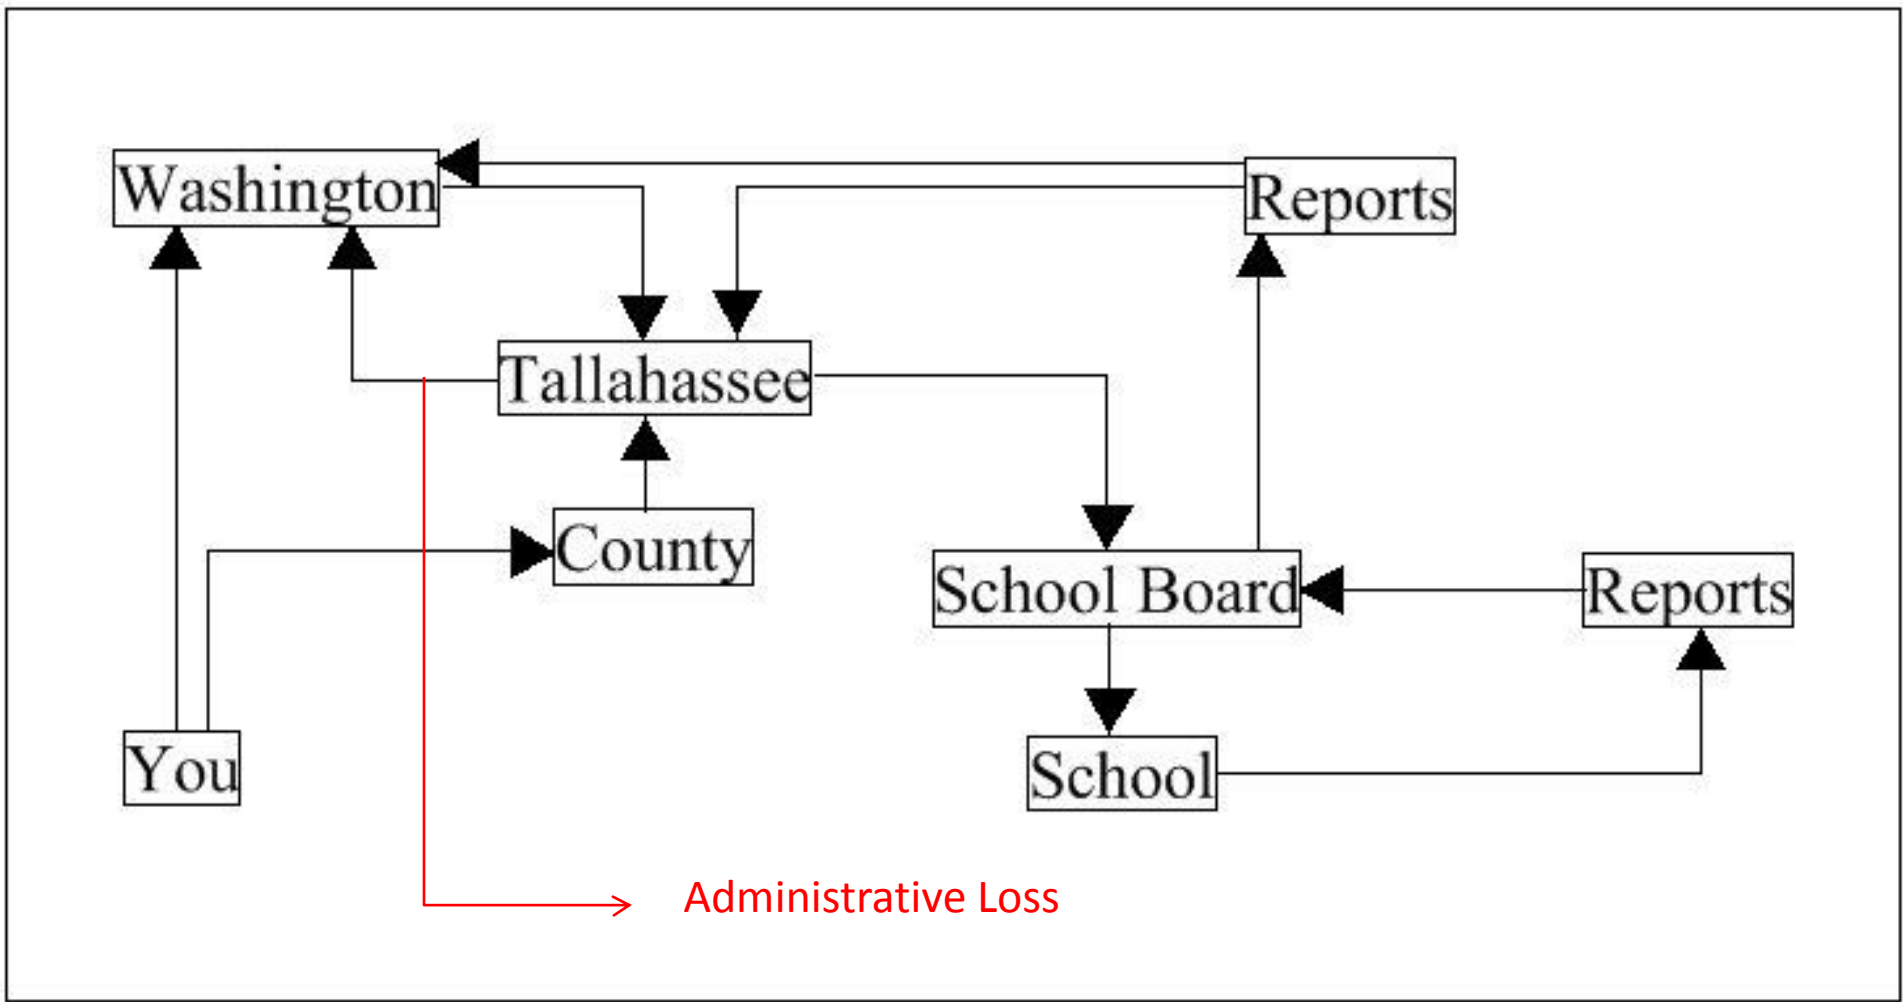 Washington
Reports
Tallahassee
County
School Board
Reports
You
School
Administrative Loss